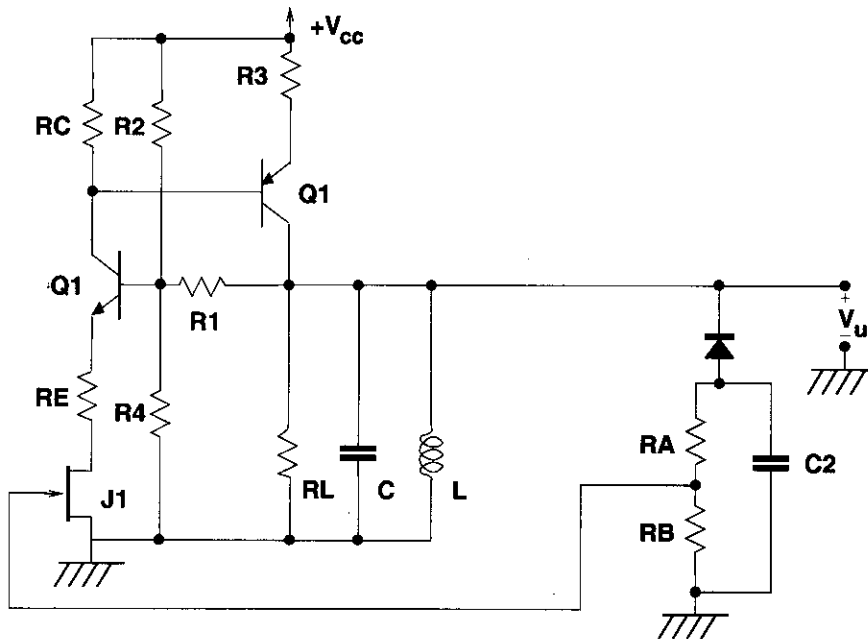 +Vcc
R3
RC
R2
Q1
Q1
R1
+
Vu
-
RE
R4
RA
C2
J1
RL
C
L
RB